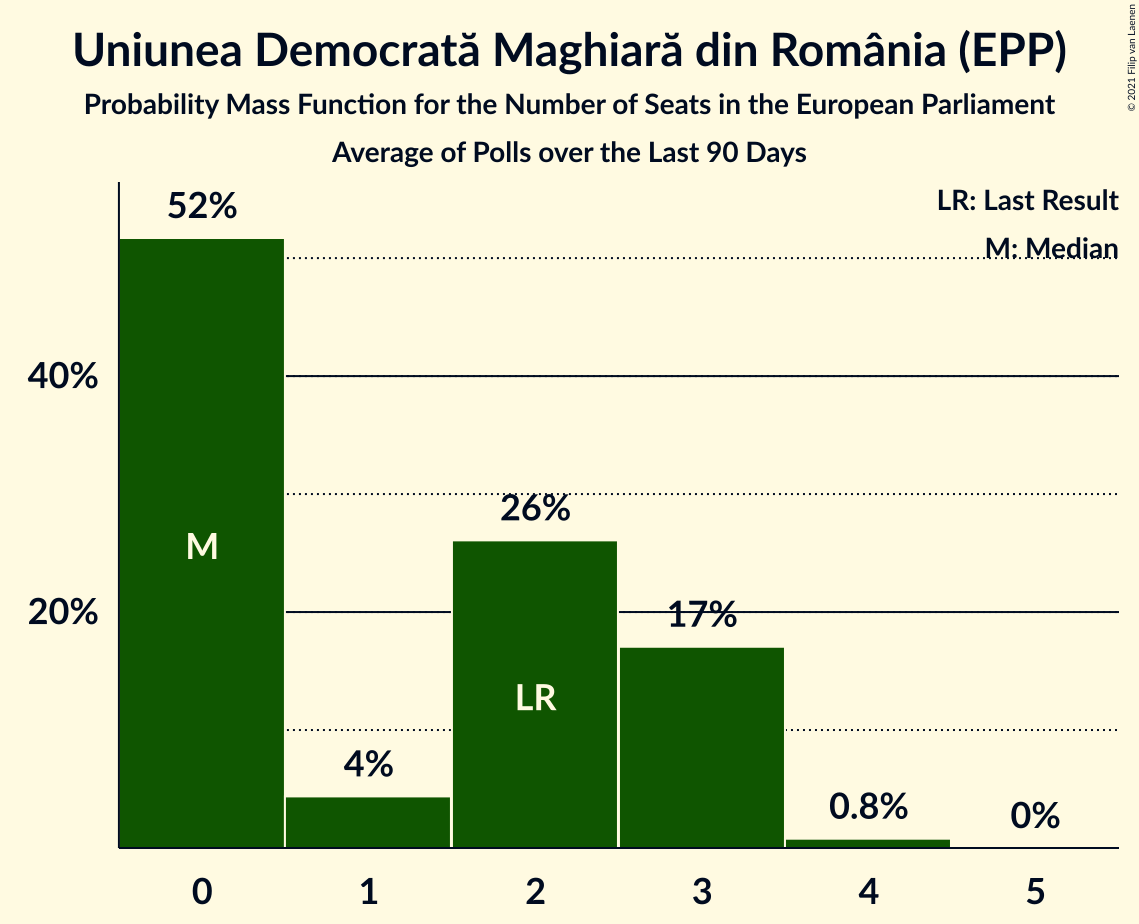 Uniunea Democrată Maghiară din România (EPP)
Probability Mass Function for the Number of Seats in the European Parliament
Average of Polls over the Last 90 Days
© 2021 Filip van Laenen
LR: Last Result
M: Median
52%
40%
26%
M
20%
17%
LR
4%
0.8%
0%
0 1 2 3 4 5